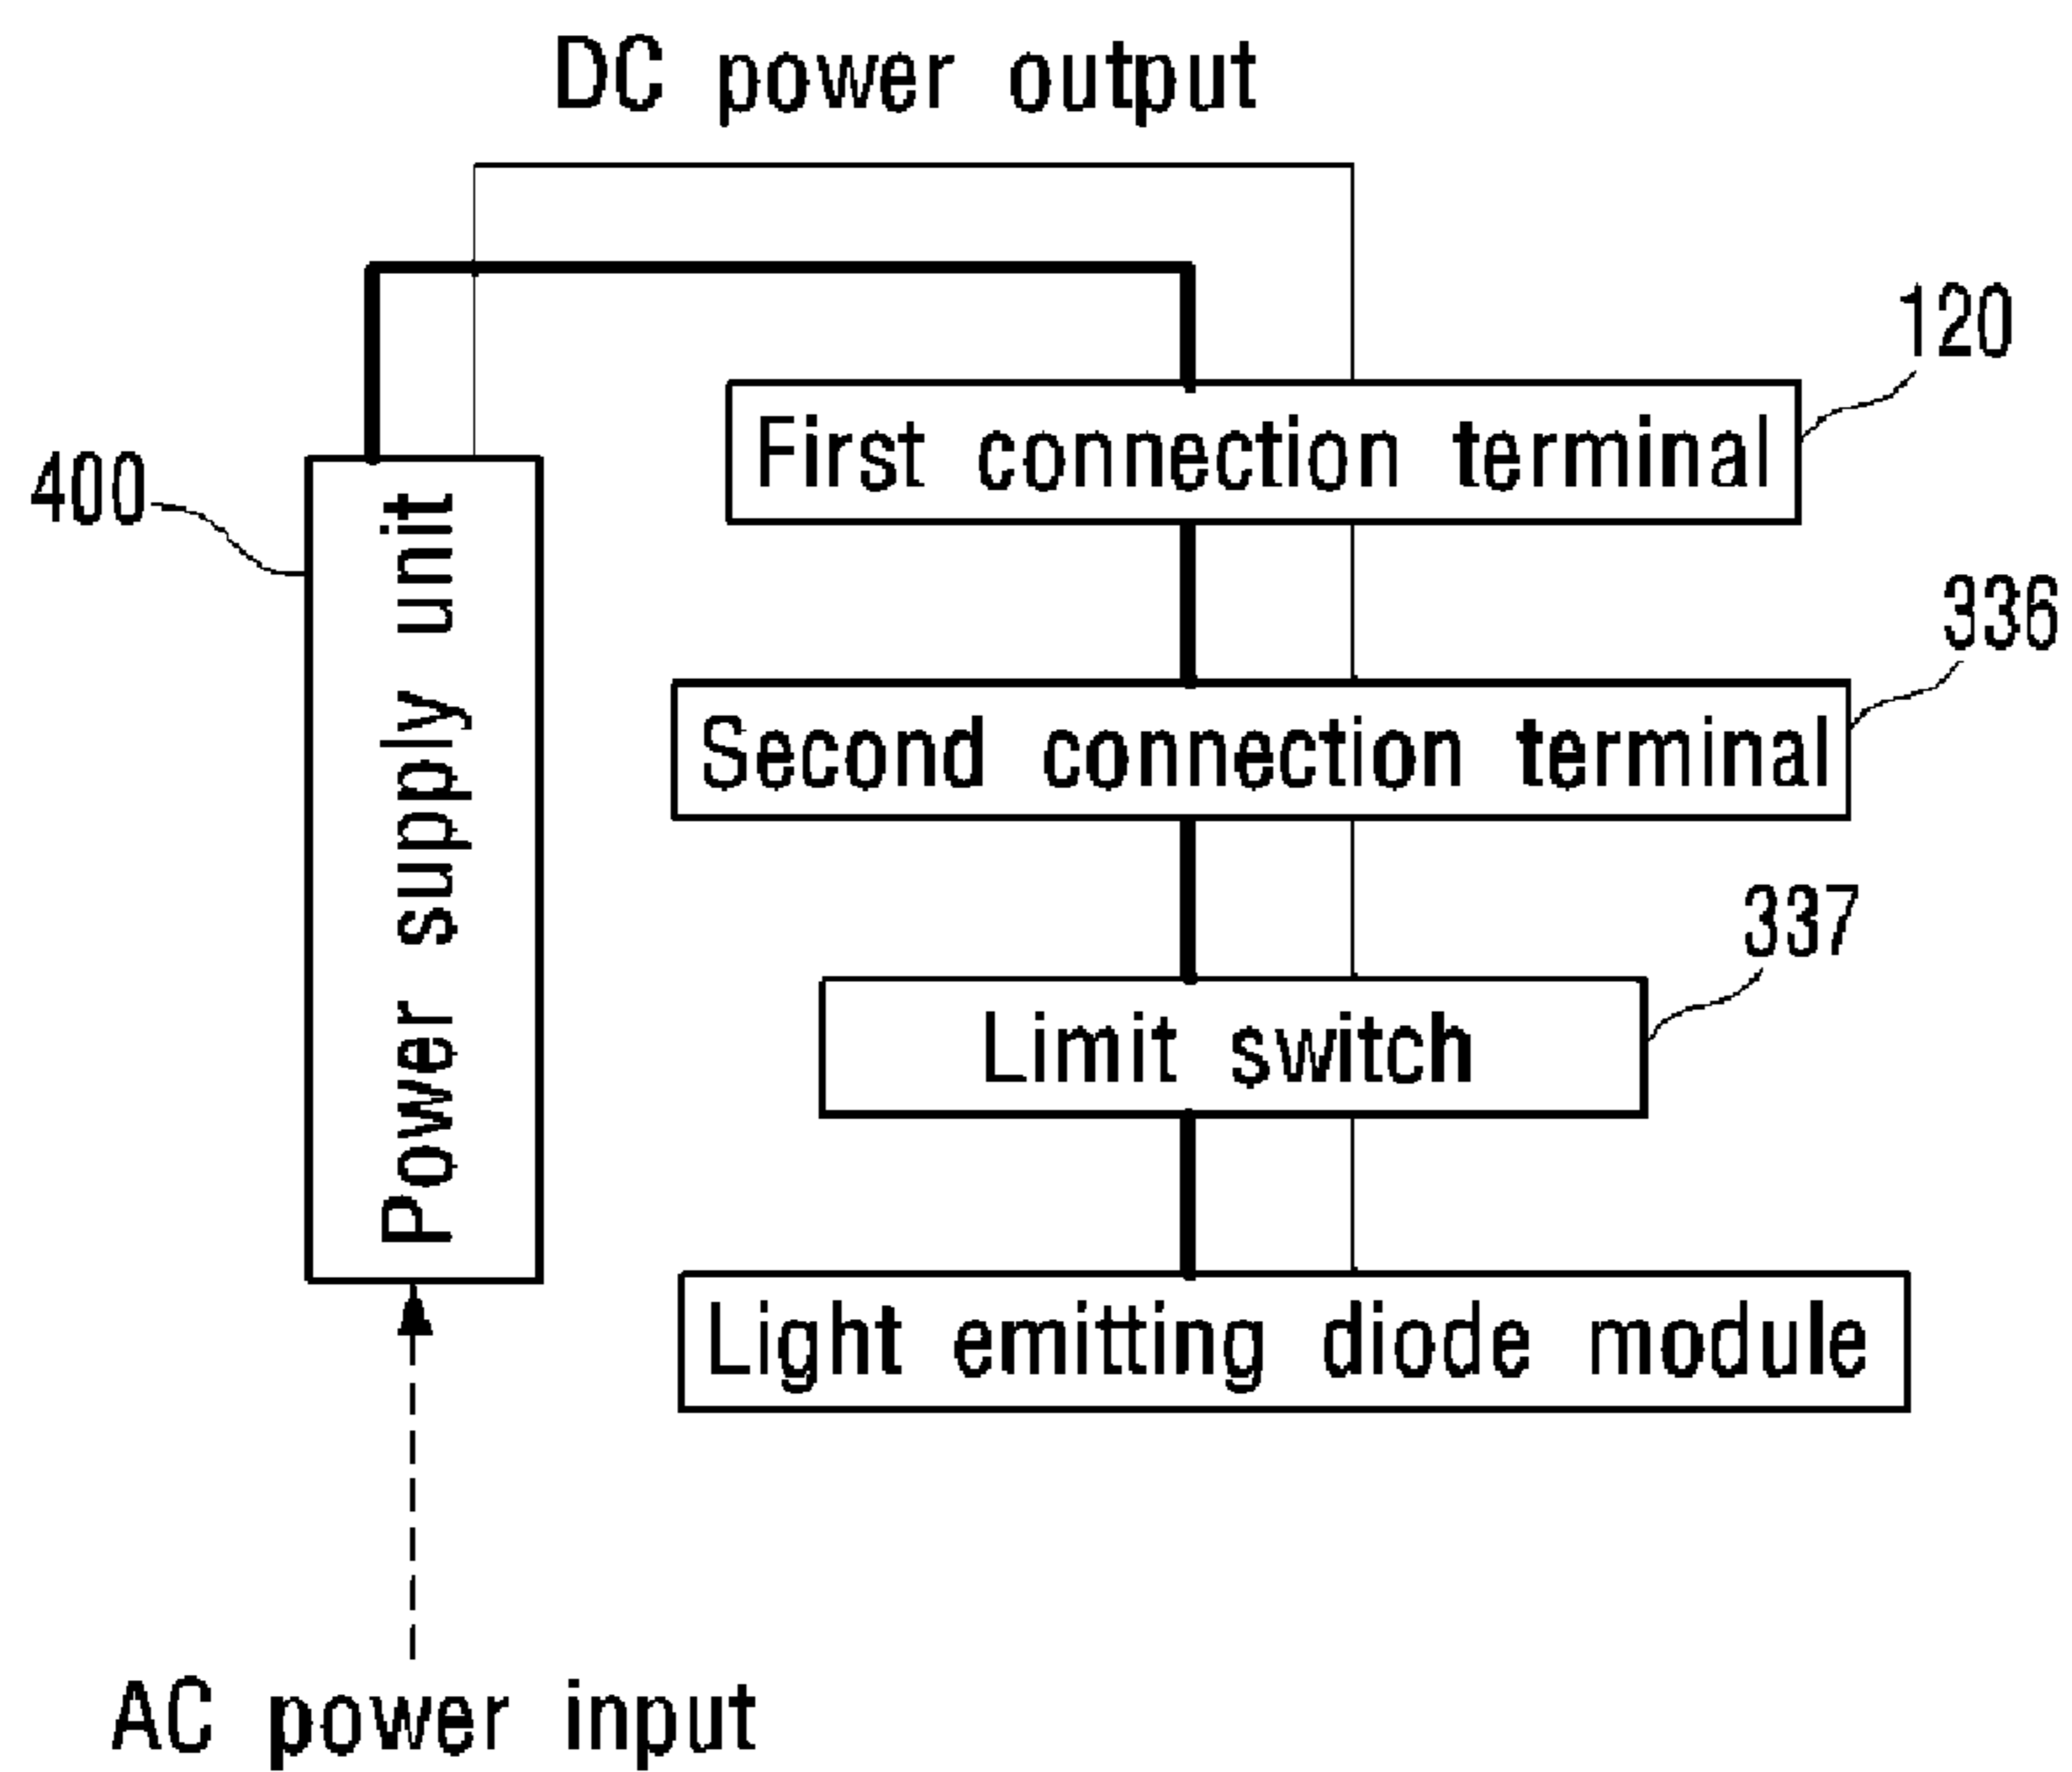 DC power output
120
First connection terminal
400
Power supply unit
336
Second connection terminal
337
Limit switch
Light emitting diode module
AC power input